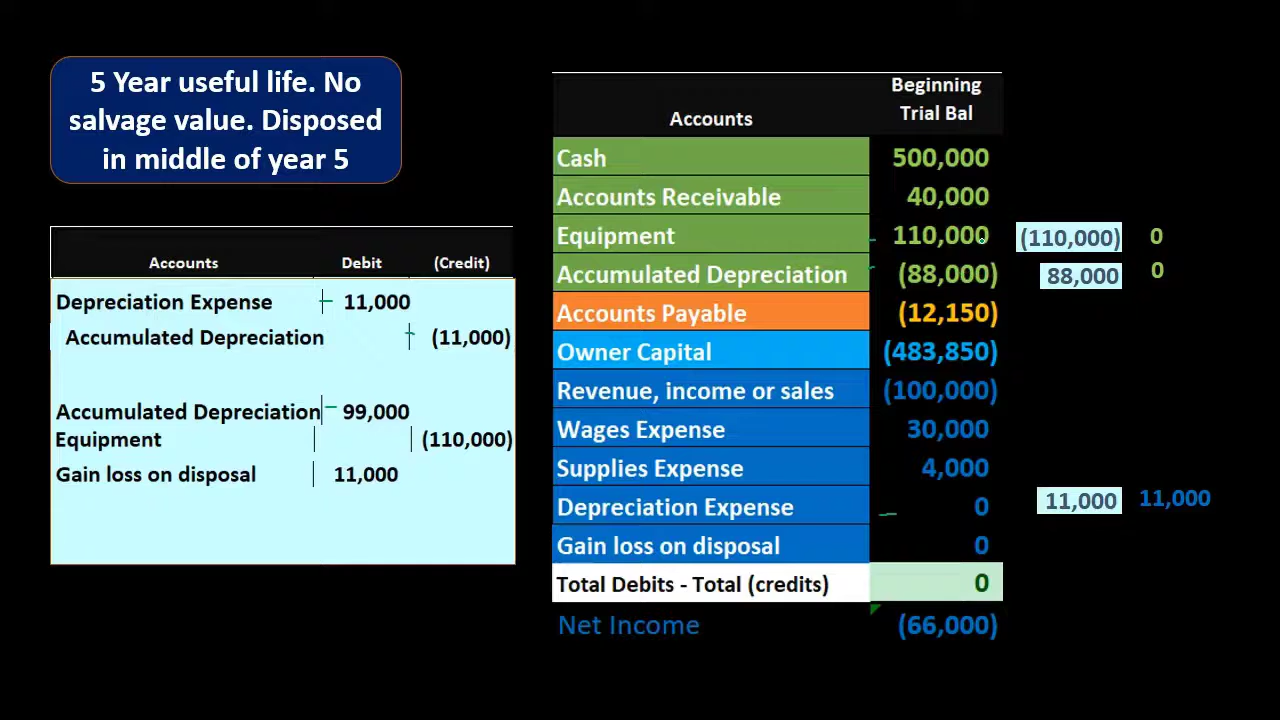 5 Year useful life. No
salvage value. Disposed
in middle of year 5
Accounts Debit (Credit)
Depreciation Expense 11,000
Accumulated Depreciation (11,000)
Accumulated Depreciation 99,000
Equipment (110,000)
Gain loss on disposal 11,000
Beginning
Accounts Trial Bal
Cash 500,000
Accounts Receivable 40,000
Equipment 110,000 (110,000) 0
Accumulated Depreciation (88,000) 88,000 0
Accounts Payable (12,150)
Owner Capital (483,850)
Revenue, income or sales (100,000)
Wages Expense 30,000
Supplies Expense 4,000
Depreciation Expense 0 11,000 11,000
Gain loss on disposal 0
Total Debits - Total (credits) 0
Net Income (66,000)